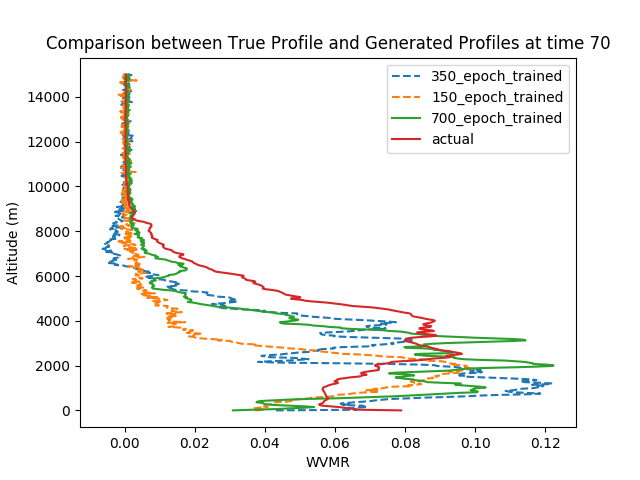 Comparison between True Profile and Generated Profiles at time 70
350_epoch_trained
150_epoch_trained
700_epoch_trained
actual
14000
12000
10000
8000
6000
4000
2000
0
Altitude (m)
0.00 0.02 0.04 0.06 0.08 0.10 0.12
WVMR